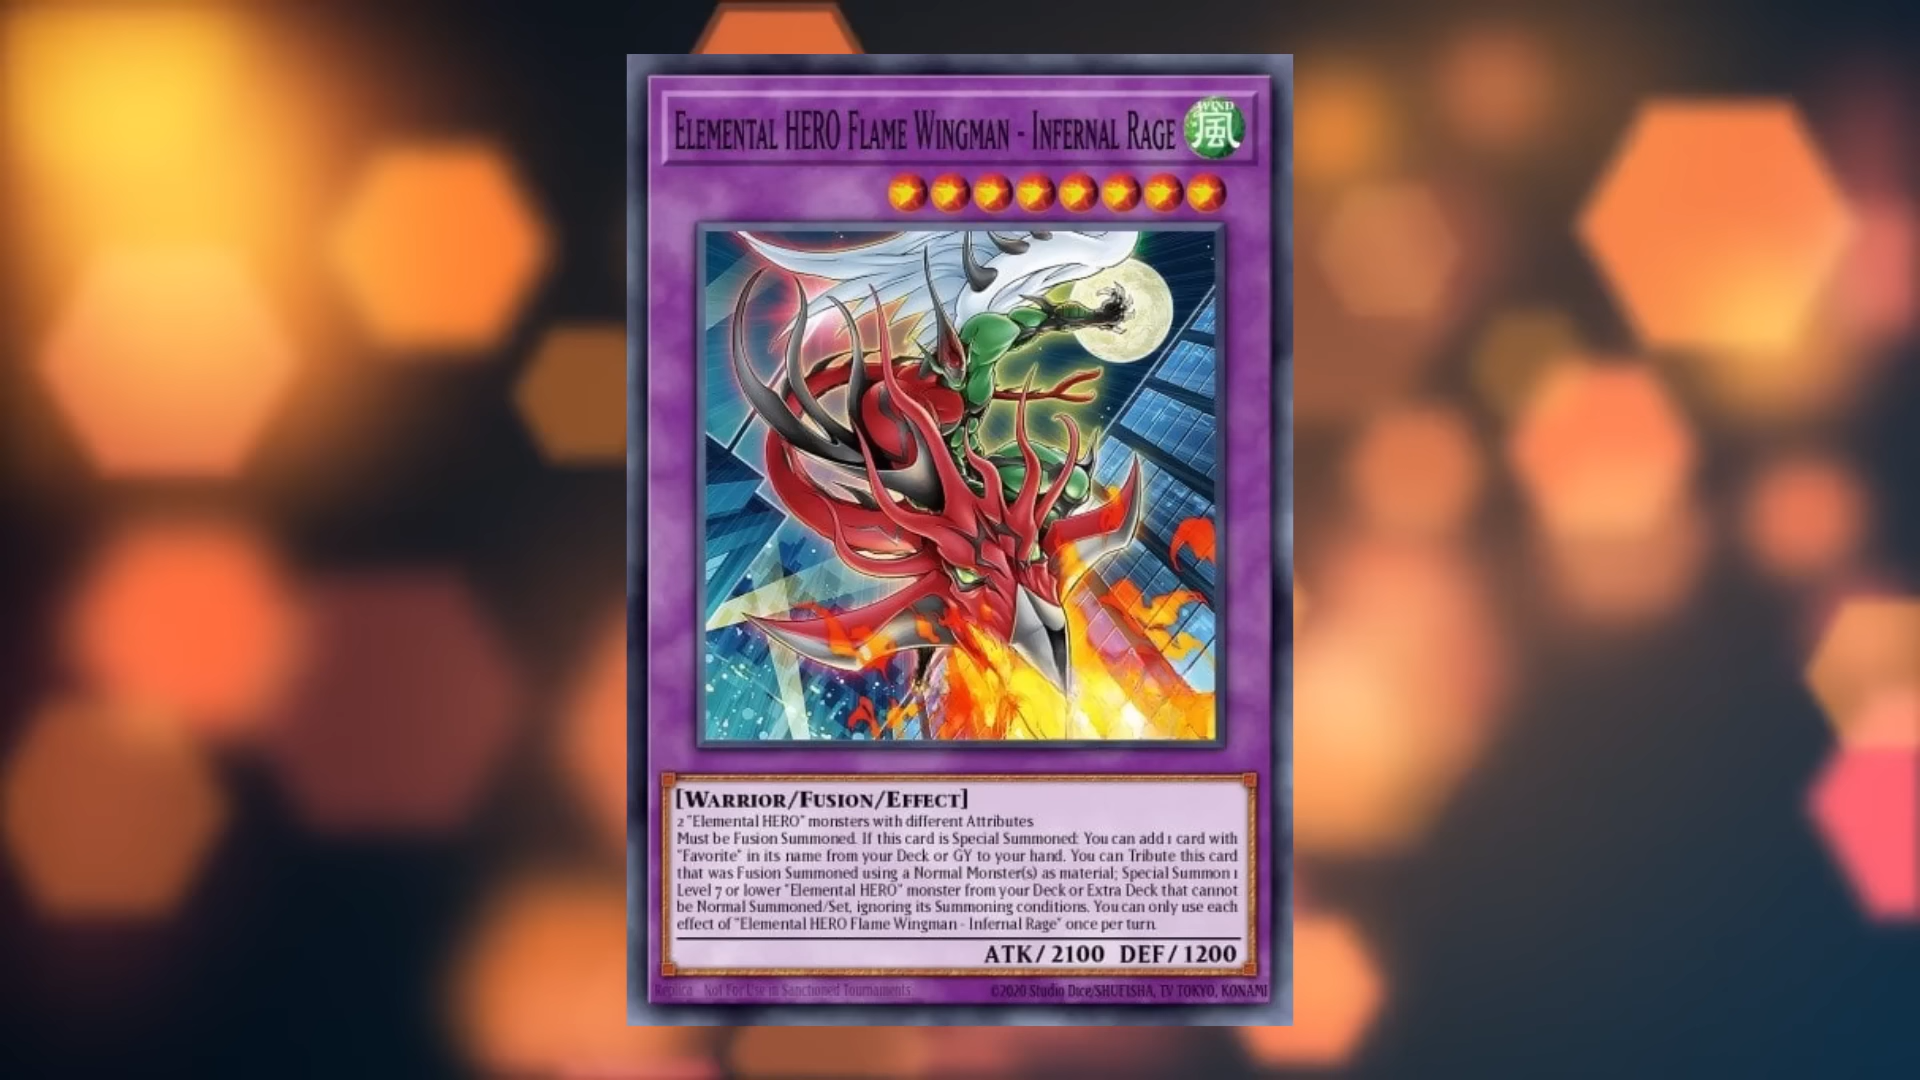 Elemental HERO Flame Wingman - Infernal Rage
WIND
風
[Warrior/Fusion/Effect]
2 "Elemental HERO" monsters with different Attributes
Must be Fusion Summoned. If this card is Special Summoned: You can add 1 card with
"Favorite" in its name from your Deck or GY to your hand. You can Tribute this card
that was Fusion Summoned using a Normal Monster(s) as material; Special Summon 1
Level 7 or lower "Elemental HERO" monster from your Deck or Extra Deck that cannot
be Normal Summoned/Set, ignoring its Summoning conditions. You can only use each
effect of "Elemental HERO Flame Wingman - Infernal Rage" once per turn.
ATK/2100 DEF/1200
Replica - Not For Use in Sanctioned Tournaments
©2020 Studio Dice/SHUEISHA, TV TOKYO, KONAMI